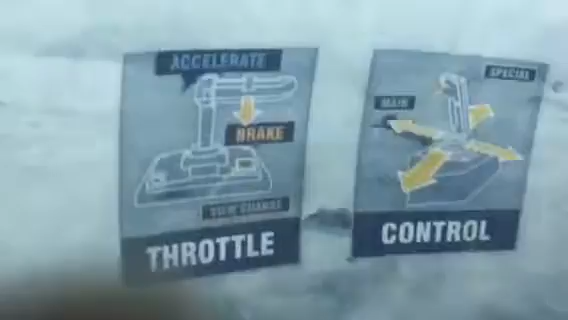 ACCELERATE
BRAKE
VIEW CHANGE
THROTTLE
SPECIAL
MAIN
CONTROL